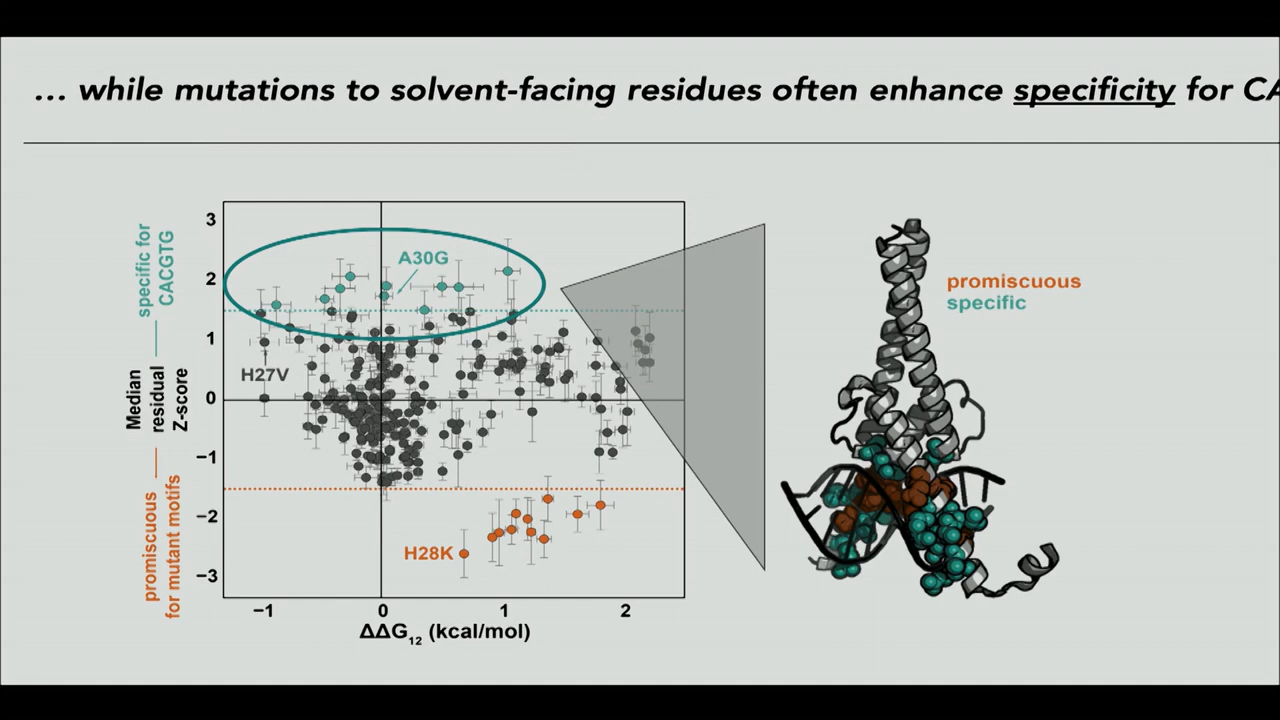 ... while mutations to solvent-facing residues often enhance specificity for CA
specific for
CACGTG
Median
residual
Z-score
promiscuous
for mutant motifs
3
2
1
0
−1
−2
−3
A30G
H27V
H28K
−1
0
1
2
ΔΔG12 (kcal/mol)
promiscuous
specific